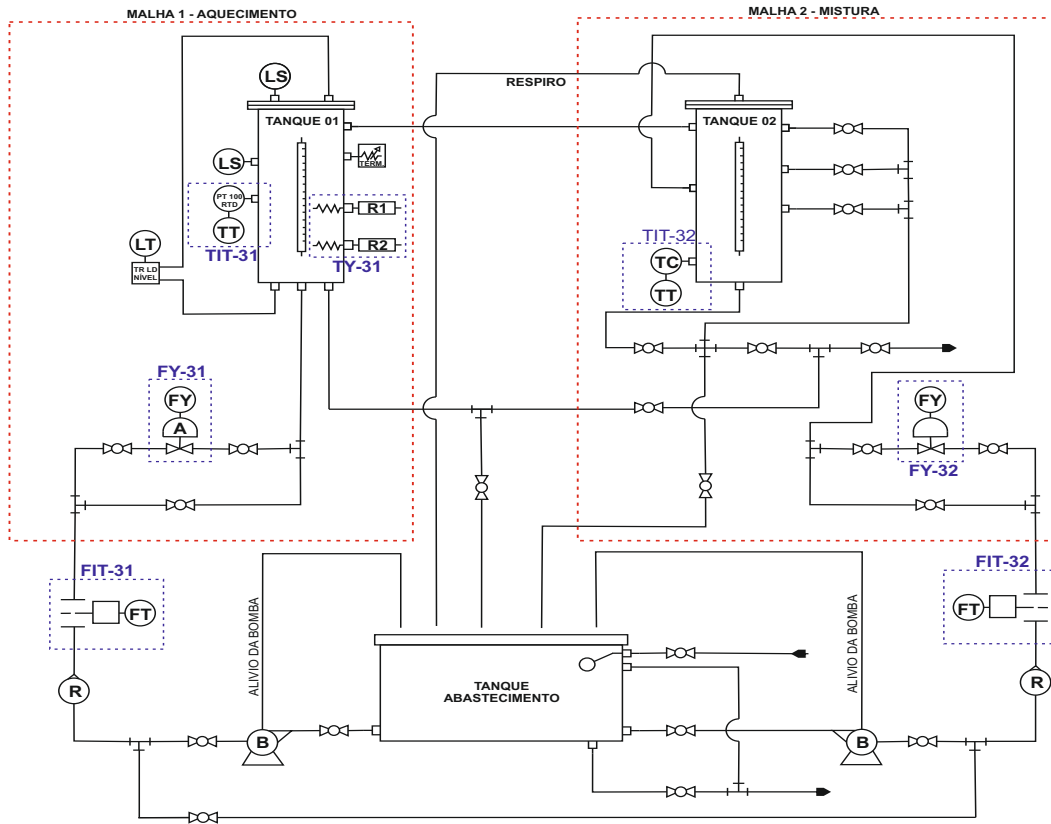 MALHA 1 - AQUECIMENTO
MALHA 2 - MISTURA
LS
RESPIRO
TANQUE 01
TANQUE 02
TERM.
LS
PT 100
RTD
R1
TT
R2
LT
TIT-31
TY-31
TR LD
NÍVEL
TIT-32
TC
TT
FY-31
FY
A
FY
FY-32
FIT-31
FT
FIT-32
FT
ALIVIO DA BOMBA
ALIVIO DA BOMBA
R
R
TANQUE
ABASTECIMENTO
B
B